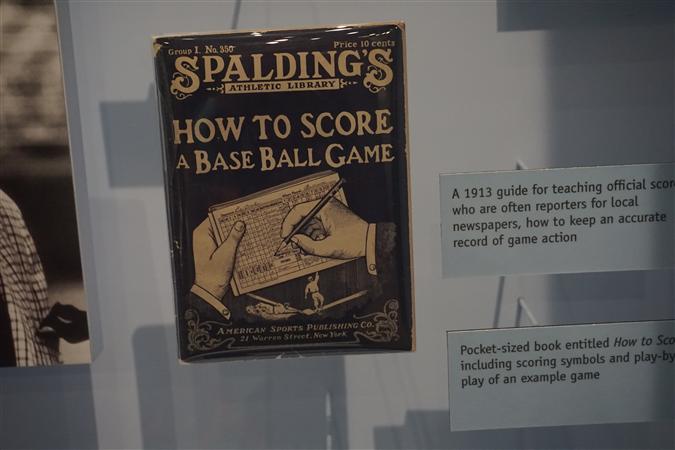 Group I. No. 350
Price 10 cents
SPALDING'S
ATHLETIC LIBRARY
HOW TO SCORE
A BASE BALL GAME
AMERICAN SPORTS PUBLISHING CO.
21 Warren Street, New York
A 1913 guide for teaching official scor
who are often reporters for local
newspapers, how to keep an accurate
record of game action
Pocket-sized book entitled How to Sco
including scoring symbols and play-by
play of an example game